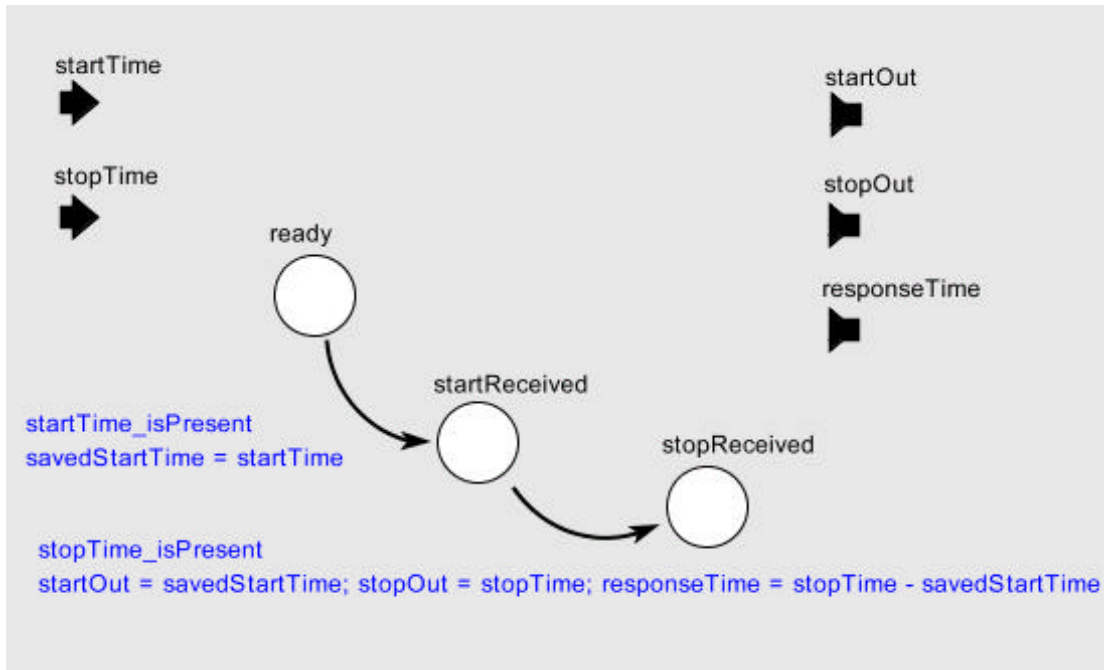 startTime
startOut
stopTime
stopOut
ready
responseTime
startReceived
startTime_isPresent
savedStartTime = startTime
stopReceived
stopTime_isPresent
startOut = savedStartTime; stopOut = stopTime; responseTime = stopTime - savedStartTime